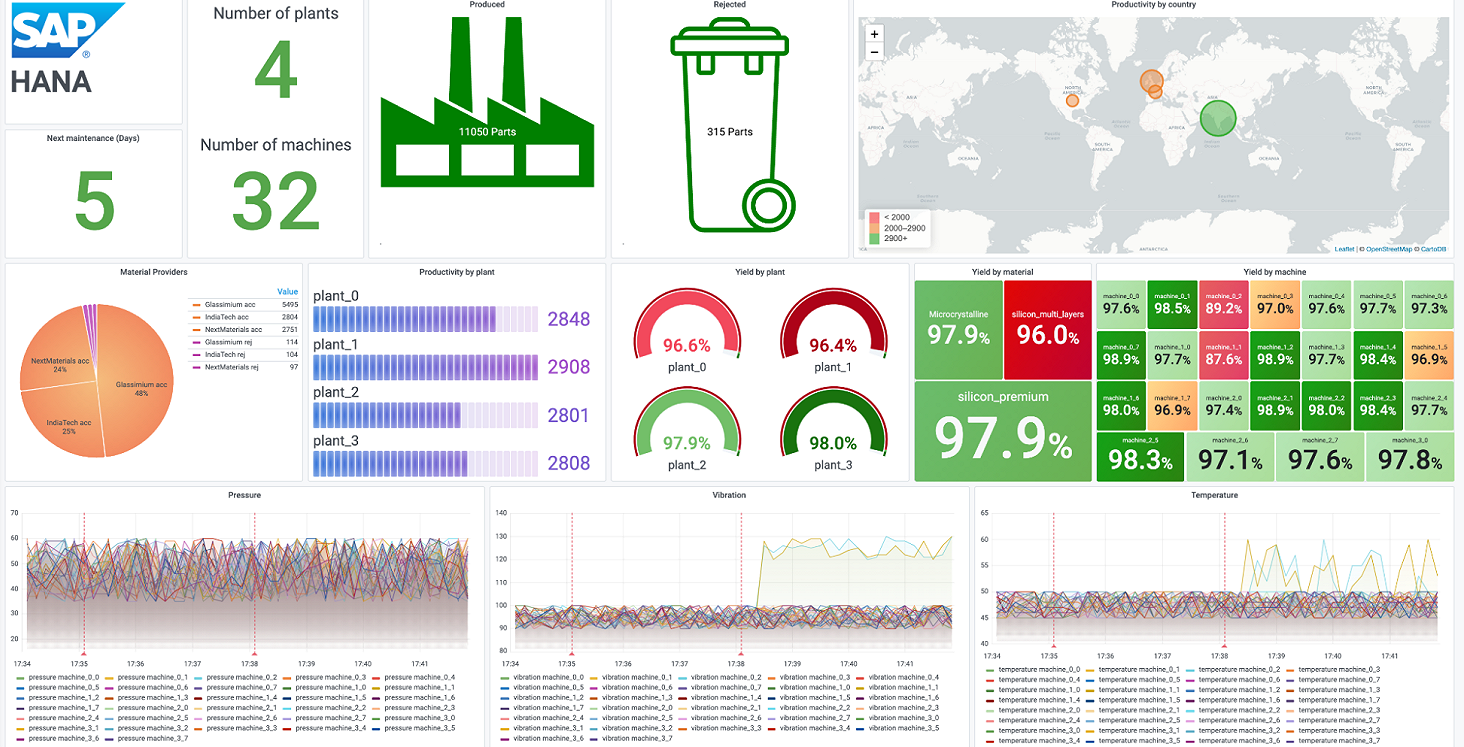 SAP
®
HANA
Next maintenance (Days)
5
Number of plants
4
Number of machines
32
Produced
11050 Parts
Rejected
315 Parts
Productivity by country
+
−
ASIA
AFRICA
OCEANIA
NORTH
AMERICA
SOUTH
AMERICA
AFRICA
ASIA
OCEANIA
NORTH
AMERICA
SOUTH
AMERICA
ANTARCTICA
< 2000
2000–2900
2900+
Leaflet | © OpenStreetMap © CartoDB
Material Providers
NextMaterials acc
24%
Glassimium acc
48%
IndiaTech acc
25%
Value
Glassimium acc 5495
IndiaTech acc 2804
NextMaterials acc 2751
Glassimium rej 114
IndiaTech rej 104
NextMaterials rej 97
Productivity by plant
plant_0
2848
plant_1
2908
plant_2
2801
plant_3
2808
Yield by plant
96.6%
plant_0
96.4%
plant_1
97.9%
plant_2
98.0%
plant_3
Yield by material
Microcrystalline
97.9%
silicon_multi_layers
96.0%
silicon_premium
97.9%
Yield by machine
machine_0_0 machine_0_1 machine_0_2 machine_0_3 machine_0_4 machine_0_5 machine_0_6
97.6% 98.5% 89.2% 97.0% 97.6% 97.7% 97.3%
machine_0_7 machine_1_0 machine_1_1 machine_1_2 machine_1_3 machine_1_4 machine_1_5
98.9% 97.7% 87.6% 98.9% 97.7% 98.4% 96.9%
machine_1_6 machine_1_7 machine_2_0 machine_2_1 machine_2_2 machine_2_3 machine_2_4
98.0% 96.9% 97.4% 98.9% 98.0% 98.4% 97.7%
machine_2_5 machine_2_6 machine_2_7 machine_3_0
98.3% 97.1% 97.6% 97.8%
Pressure
70
60
50
40
30
20
17:34 17:35 17:36 17:37 17:38 17:39 17:40 17:41
pressure machine_0_0 pressure machine_0_1 pressure machine_0_2 pressure machine_0_3 pressure machine_0_4
pressure machine_0_5 pressure machine_0_6 pressure machine_0_7 pressure machine_1_0 pressure machine_1_1
pressure machine_1_2 pressure machine_1_3 pressure machine_1_4 pressure machine_1_5 pressure machine_1_6
pressure machine_1_7 pressure machine_2_0 pressure machine_2_1 pressure machine_2_2 pressure machine_2_3
pressure machine_2_4 pressure machine_2_5 pressure machine_2_6 pressure machine_2_7 pressure machine_3_0
pressure machine_3_1 pressure machine_3_2 pressure machine_3_3 pressure machine_3_4 pressure machine_3_5
pressure machine_3_6 pressure machine_3_7
Vibration
140
130
120
110
100
90
80
17:34 17:35 17:36 17:37 17:38 17:39 17:40 17:41
vibration machine_0_0 vibration machine_0_1 vibration machine_0_2 vibration machine_0_3 vibration machine_0_4
vibration machine_0_5 vibration machine_0_6 vibration machine_0_7 vibration machine_1_0 vibration machine_1_1
vibration machine_1_2 vibration machine_1_3 vibration machine_1_4 vibration machine_1_5 vibration machine_1_6
vibration machine_1_7 vibration machine_2_0 vibration machine_2_1 vibration machine_2_2 vibration machine_2_3
vibration machine_2_4 vibration machine_2_5 vibration machine_2_6 vibration machine_2_7 vibration machine_3_0
vibration machine_3_1 vibration machine_3_2 vibration machine_3_3 vibration machine_3_4 vibration machine_3_5
vibration machine_3_6 vibration machine_3_7
Temperature
65
60
55
50
45
40
17:34 17:35 17:36 17:37 17:38 17:39 17:40 17:41
temperature machine_0_0 temperature machine_0_1 temperature machine_0_2 temperature machine_0_3
temperature machine_0_4 temperature machine_0_5 temperature machine_0_6 temperature machine_0_7
temperature machine_1_0 temperature machine_1_1 temperature machine_1_2 temperature machine_1_3
temperature machine_1_4 temperature machine_1_5 temperature machine_1_6 temperature machine_1_7
temperature machine_2_0 temperature machine_2_1 temperature machine_2_2 temperature machine_2_3
temperature machine_2_4 temperature machine_2_5 temperature machine_2_6 temperature machine_2_7
temperature machine_3_0 temperature machine_3_1 temperature machine_3_2 temperature machine_3_3
temperature machine_3_4 temperature machine_3_5 temperature machine_3_6 temperature machine_3_7